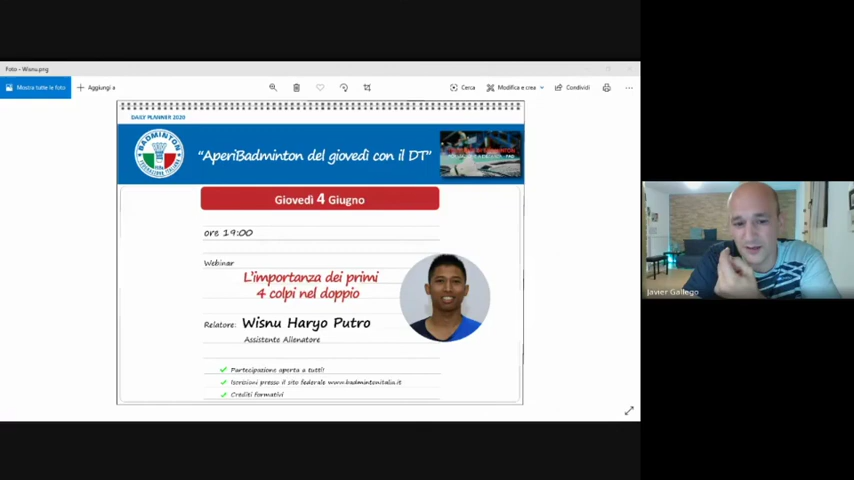 Foto - Wisnu.png
Mostra tutte le foto
Aggiungi a
Cerca
Modifica e crea
Condividi
DAILY PLANNER 2020
BADMINTON
FEDERAZIONE ITALIANA
"AperiBadminton del giovedì con il DT"
Giovedì 4 Giugno
ore 19:00
Webinar
L'importanza dei primi
4 colpi nel doppio
Relatore: Wisnu Haryo Putro
Assistente Allenatore
Partecipazione aperta a tutti!
Iscrizioni presso il sito federale www.badmintonitalia.it
Crediti formativi
Javier Gallego